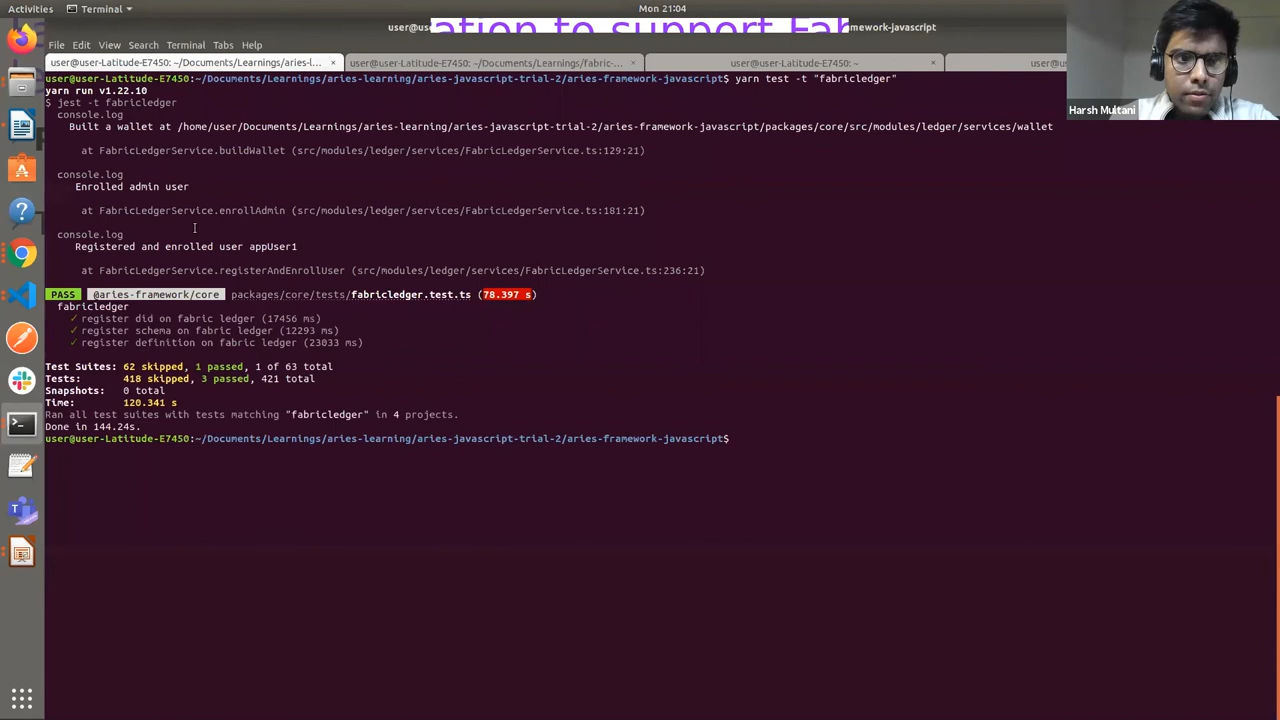 Activities
Terminal
Mon 21:04
ation to support Fab
user@us
mework-javascript
File Edit View Search Terminal Tabs Help
user@user-Latitude-E7450: ~/Documents/Learnings/aries-l...
user@user-Latitude-E7450: ~/Documents/Learnings/fabric-...
user@user-Latitude-E7450: ~
user@us
user@user-Latitude-E7450:~/Documents/Learnings/aries-learning/aries-javascript-trial-2/aries-framework-javascript$ yarn test -t "fabricledger"
yarn run v1.22.10
$ jest -t fabricledger
console.log
Built a wallet at /home/user/Documents/Learnings/aries-learning/aries-javascript-trial-2/aries-framework-javascript/packages/core/src/modules/ledger/services/wallet
at FabricLedgerService.buildWallet (src/modules/ledger/services/FabricLedgerService.ts:129:21)
console.log
Enrolled admin user
at FabricLedgerService.enrollAdmin (src/modules/ledger/services/FabricLedgerService.ts:181:21)
console.log
Registered and enrolled user appUser1
at FabricLedgerService.registerAndEnrollUser (src/modules/ledger/services/FabricLedgerService.ts:236:21)
PASS @aries-framework/core packages/core/tests/fabricledger.test.ts (78.397 s)
fabricledger
✓ register did on fabric ledger (17456 ms)
✓ register schema on fabric ledger (12293 ms)
✓ register definition on fabric ledger (23033 ms)
Test Suites: 62 skipped, 1 passed, 1 of 63 total
Tests: 418 skipped, 3 passed, 421 total
Snapshots: 0 total
Time: 120.341 s
Ran all test suites with tests matching "fabricledger" in 4 projects.
Done in 144.24s.
user@user-Latitude-E7450:~/Documents/Learnings/aries-learning/aries-javascript-trial-2/aries-framework-javascript$
Harsh Multani